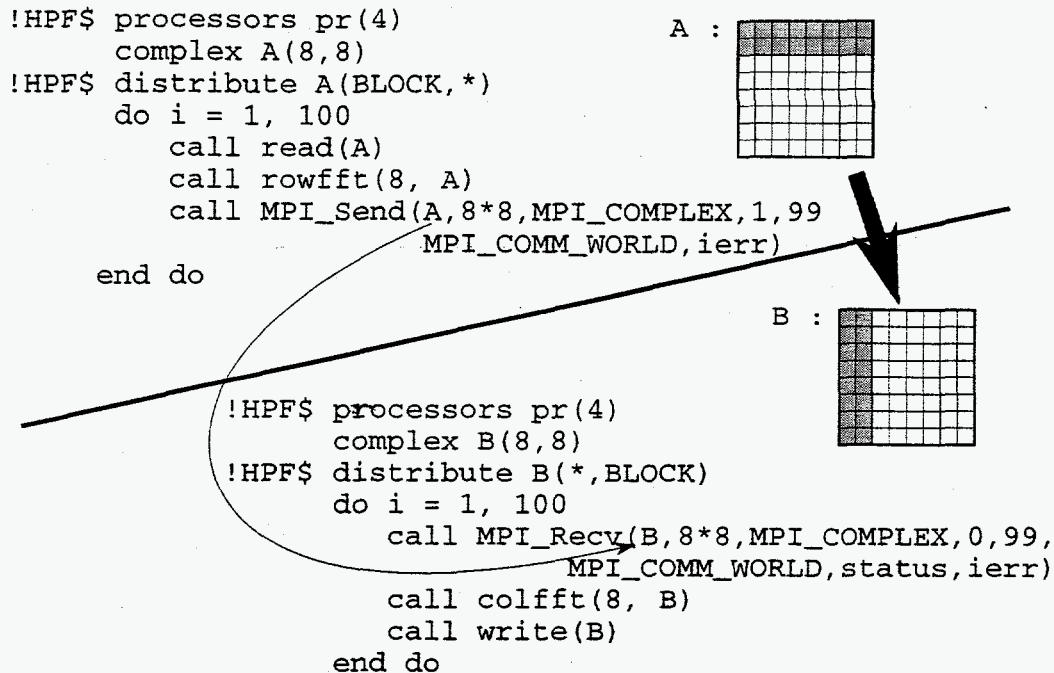 !HPF$ processors pr(4)
complex A(8,8)
!HPF$ distribute A(BLOCK,*)
do i = 1, 100
call read(A)
call rowfft(8, A)
call MPI_Send(A,8*8,MPI_COMPLEX,1,99
MPI_COMM_WORLD,ierr)
end do
A :
B :
!HPF$ processors pr(4)
complex B(8,8)
!HPF$ distribute B(*,BLOCK)
do i = 1, 100
call MPI_Recv(B,8*8,MPI_COMPLEX,0,99,
MPI_COMM_WORLD,status,ierr)
call colfft(8, B)
call write(B)
end do